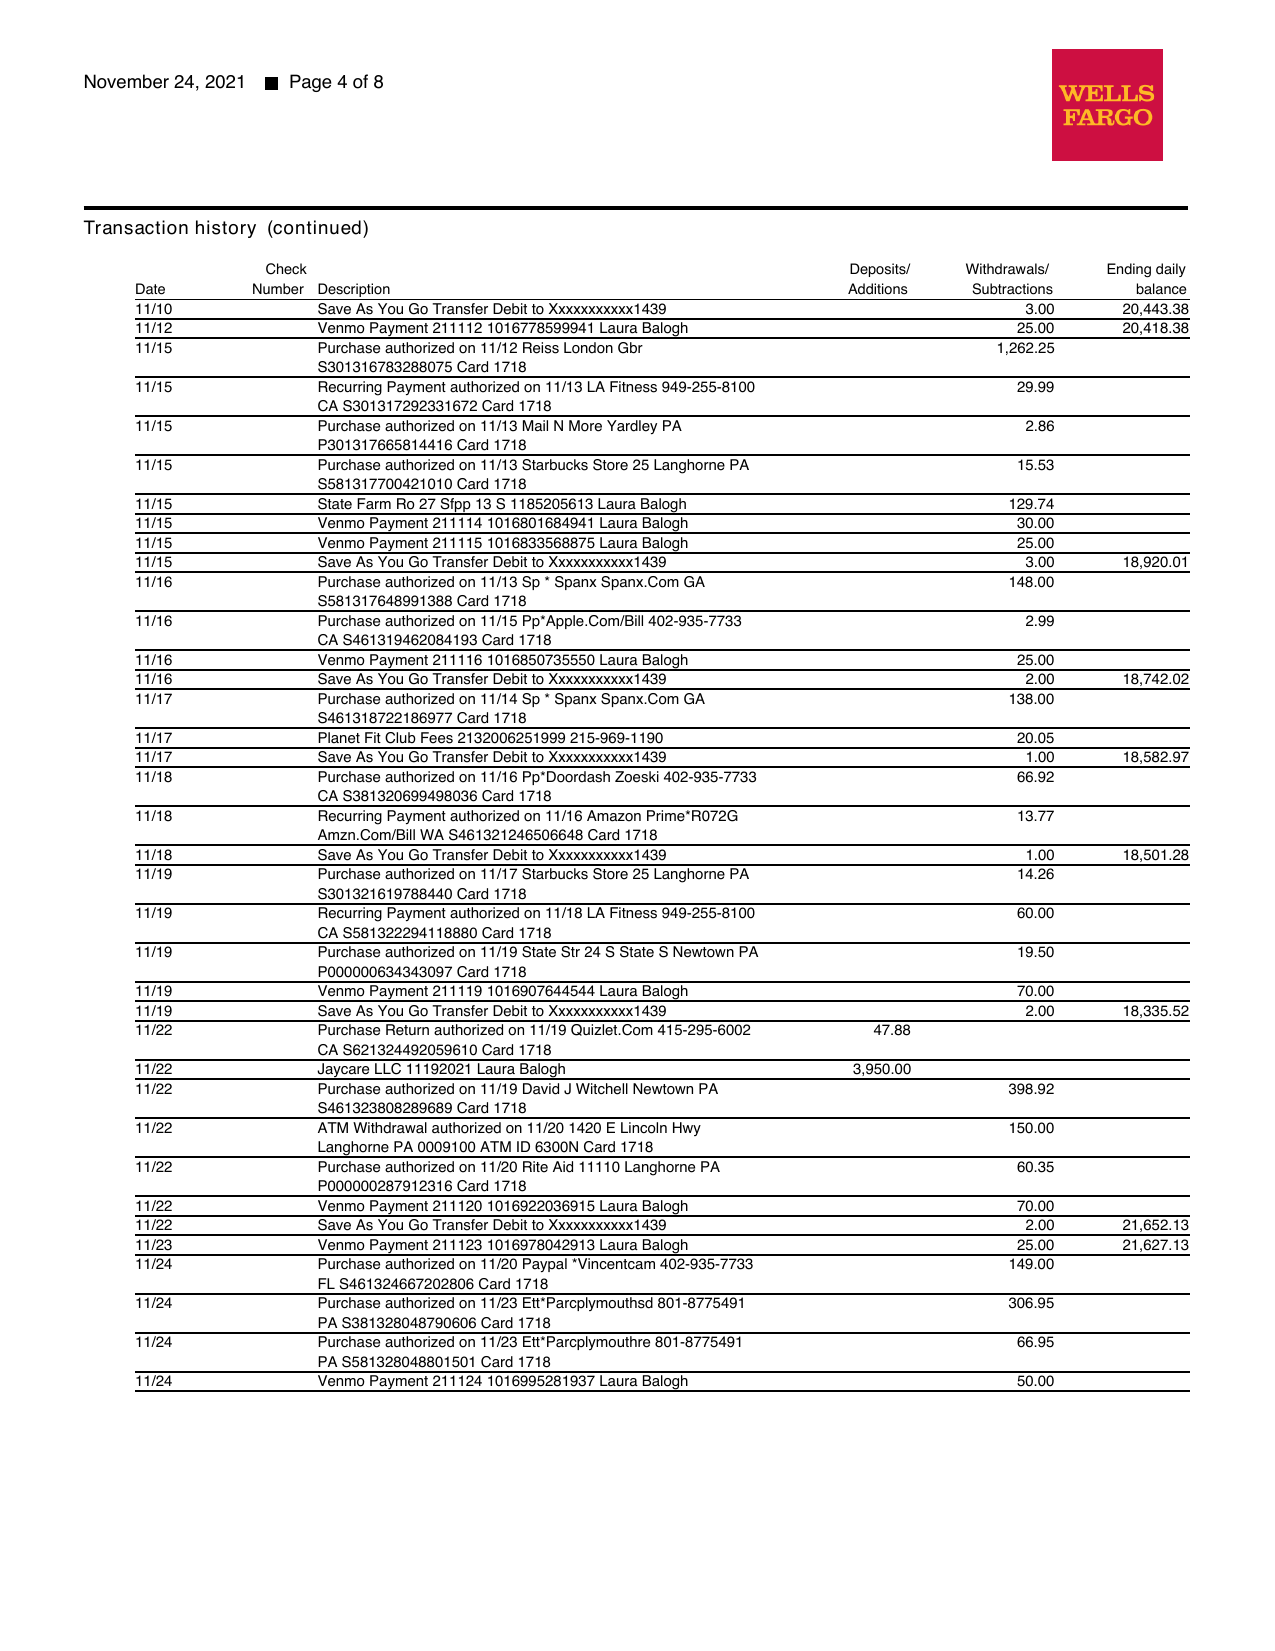 November 24, 2021 ■ Page 4 of 8
WELLS
FARGO
Transaction history (continued)
Check Deposits/ Withdrawals/ Ending daily
Date Number Description Additions Subtractions balance
11/10 Save As You Go Transfer Debit to Xxxxxxxxxxx1439 3.00 20,443.38
11/12 Venmo Payment 211112 1016778599941 Laura Balogh 25.00 20,418.38
11/15 Purchase authorized on 11/12 Reiss London Gbr 1,262.25
S301316783288075 Card 1718
11/15 Recurring Payment authorized on 11/13 LA Fitness 949-255-8100 29.99
CA S301317292331672 Card 1718
11/15 Purchase authorized on 11/13 Mail N More Yardley PA 2.86
P301317665814416 Card 1718
11/15 Purchase authorized on 11/13 Starbucks Store 25 Langhorne PA 15.53
S581317700421010 Card 1718
11/15 State Farm Ro 27 Sfpp 13 S 1185205613 Laura Balogh 129.74
11/15 Venmo Payment 211114 1016801684941 Laura Balogh 30.00
11/15 Venmo Payment 211115 1016833568875 Laura Balogh 25.00
11/15 Save As You Go Transfer Debit to Xxxxxxxxxxx1439 3.00 18,920.01
11/16 Purchase authorized on 11/13 Sp * Spanx Spanx.Com GA 148.00
S581317648991388 Card 1718
11/16 Purchase authorized on 11/15 Pp*Apple.Com/Bill 402-935-7733 2.99
CA S461319462084193 Card 1718
11/16 Venmo Payment 211116 1016850735550 Laura Balogh 25.00
11/16 Save As You Go Transfer Debit to Xxxxxxxxxxx1439 2.00 18,742.02
11/17 Purchase authorized on 11/14 Sp * Spanx Spanx.Com GA 138.00
S461318722186977 Card 1718
11/17 Planet Fit Club Fees 2132006251999 215-969-1190 20.05
11/17 Save As You Go Transfer Debit to Xxxxxxxxxxx1439 1.00 18,582.97
11/18 Purchase authorized on 11/16 Pp*Doordash Zoeski 402-935-7733 66.92
CA S381320699498036 Card 1718
11/18 Recurring Payment authorized on 11/16 Amazon Prime*R072G 13.77
Amzn.Com/Bill WA S461321246506648 Card 1718
11/18 Save As You Go Transfer Debit to Xxxxxxxxxxx1439 1.00 18,501.28
11/19 Purchase authorized on 11/17 Starbucks Store 25 Langhorne PA 14.26
S301321619788440 Card 1718
11/19 Recurring Payment authorized on 11/18 LA Fitness 949-255-8100 60.00
CA S581322294118880 Card 1718
11/19 Purchase authorized on 11/19 State Str 24 S State S Newtown PA 19.50
P000000634343097 Card 1718
11/19 Venmo Payment 211119 1016907644544 Laura Balogh 70.00
11/19 Save As You Go Transfer Debit to Xxxxxxxxxxx1439 2.00 18,335.52
11/22 Purchase Return authorized on 11/19 Quizlet.Com 415-295-6002 47.88
CA S621324492059610 Card 1718
11/22 Jaycare LLC 11192021 Laura Balogh 3,950.00
11/22 Purchase authorized on 11/19 David J Witchell Newtown PA 398.92
S461323808289689 Card 1718
11/22 ATM Withdrawal authorized on 11/20 1420 E Lincoln Hwy 150.00
Langhorne PA 0009100 ATM ID 6300N Card 1718
11/22 Purchase authorized on 11/20 Rite Aid 11110 Langhorne PA 60.35
P000000287912316 Card 1718
11/22 Venmo Payment 211120 1016922036915 Laura Balogh 70.00
11/22 Save As You Go Transfer Debit to Xxxxxxxxxxx1439 2.00 21,652.13
11/23 Venmo Payment 211123 1016978042913 Laura Balogh 25.00 21,627.13
11/24 Purchase authorized on 11/20 Paypal *Vincentcam 402-935-7733 149.00
FL S461324667202806 Card 1718
11/24 Purchase authorized on 11/23 Ett*Parcplymouthsd 801-8775491 306.95
PA S381328048790606 Card 1718
11/24 Purchase authorized on 11/23 Ett*Parcplymouthre 801-8775491 66.95
PA S581328048801501 Card 1718
11/24 Venmo Payment 211124 1016995281937 Laura Balogh 50.00